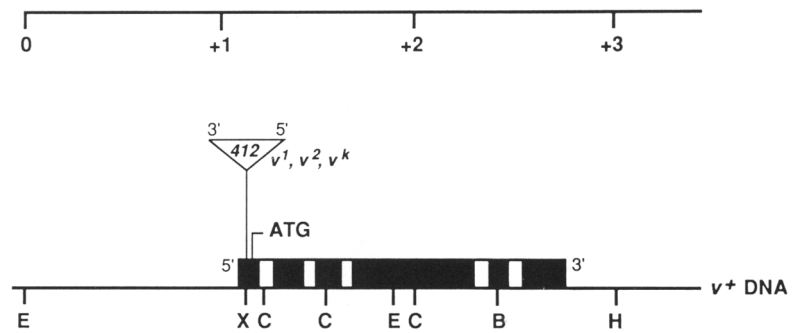 0 +1 +2 +3
3' 5'
412 v¹, v², vᵏ
ATG
5' 3'
v⁺ DNA
E X C C E C B H